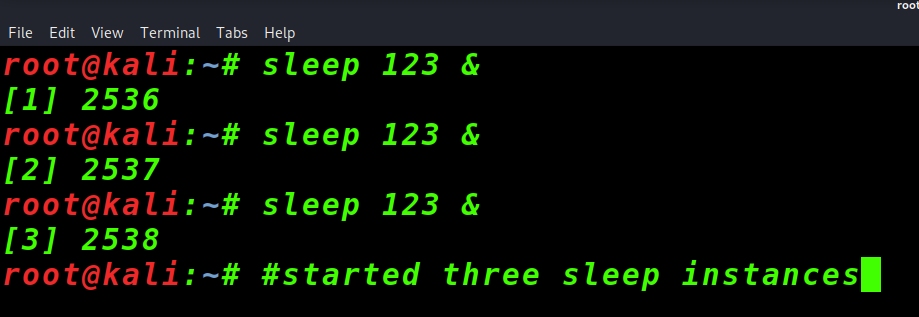 root
File Edit View Terminal Tabs Help
root@kali:~# sleep 123 &
[1] 2536
root@kali:~# sleep 123 &
[2] 2537
root@kali:~# sleep 123 &
[3] 2538
root@kali:~# #started three sleep instances